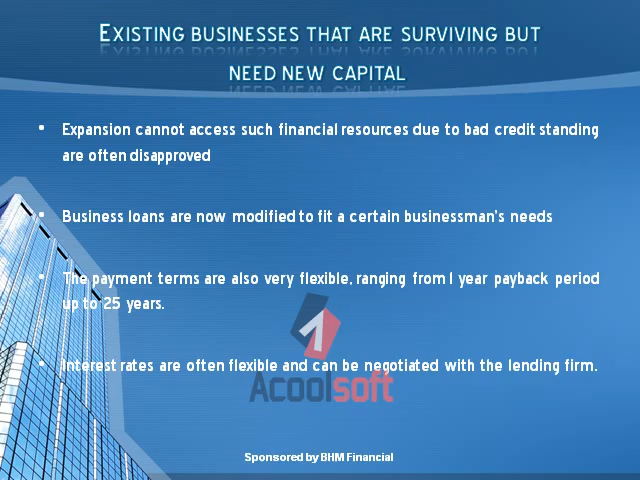 EXISTING BUSINESSES THAT ARE SURVIVING BUT
NEED NEW CAPITAL
• Expansion cannot access such financial resources due to bad credit standing
are often disapproved
• Business loans are now modified to fit a certain businessman's needs
• The payment terms are also very flexible, ranging from 1 year payback period
up to 25 years.
• Interest rates are often flexible and can be negotiated with the lending firm.
Acoolsoft
Sponsored by BHM Financial